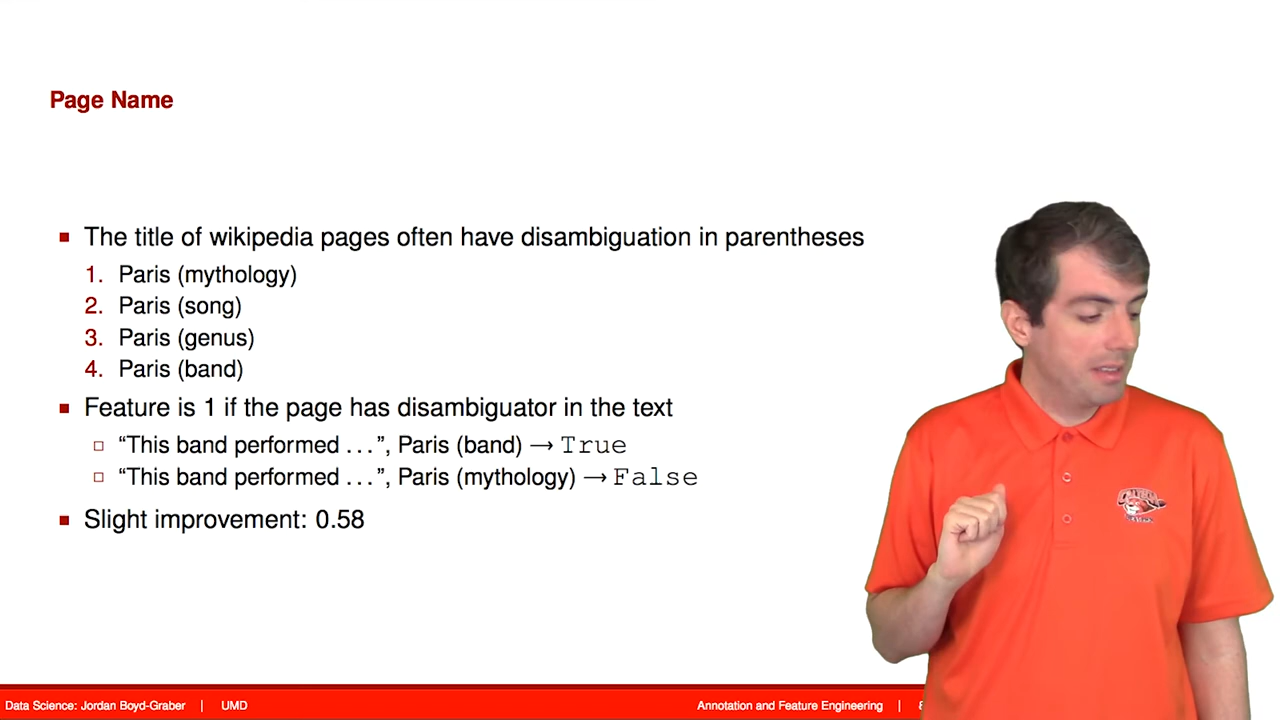 Page Name
The title of wikipedia pages often have disambiguation in parentheses
1. Paris (mythology)
2. Paris (song)
3. Paris (genus)
4. Paris (band)
Feature is 1 if the page has disambiguator in the text
“This band performed ...”, Paris (band) → True
“This band performed ...”, Paris (mythology) → False
Slight improvement: 0.58
Data Science: Jordan Boyd-Graber | UMD
Annotation and Feature Engineering |